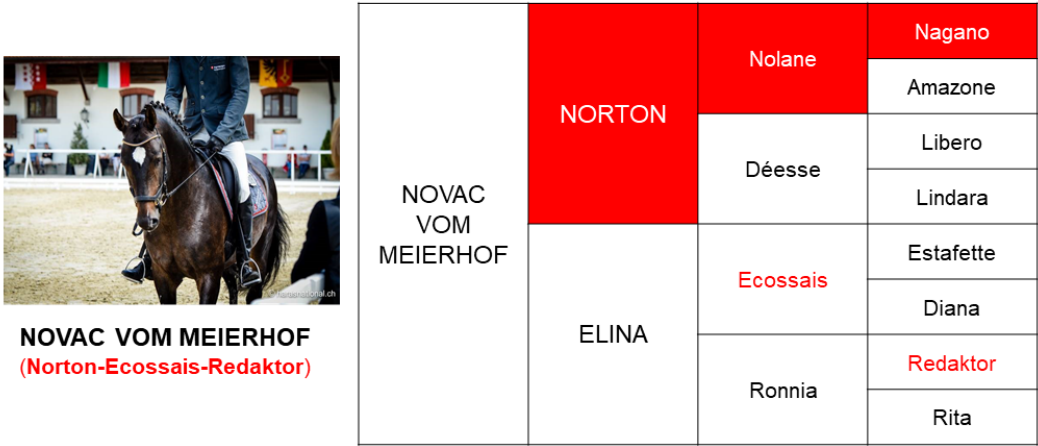 NOVAC VOM MEIERHOF
(Norton-Ecossais-Redaktor)
NOVAC
VOM
MEIERHOF
NORTON
ELINA
Nolane
Déesse
Ecossais
Ronnia
Nagano
Amazone
Libero
Lindara
Estafette
Diana
Redaktor
Rita